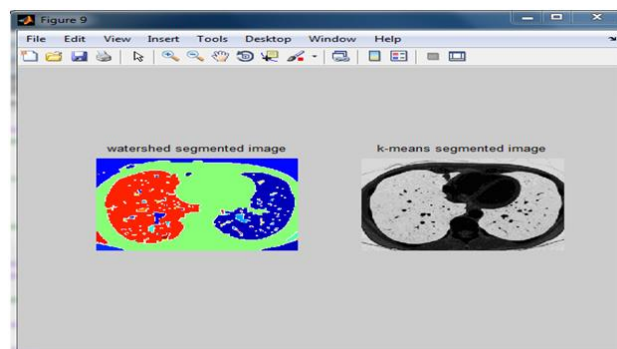 Figure 9
File Edit View Insert Tools Desktop Window Help
watershed segmented image
k-means segmented image